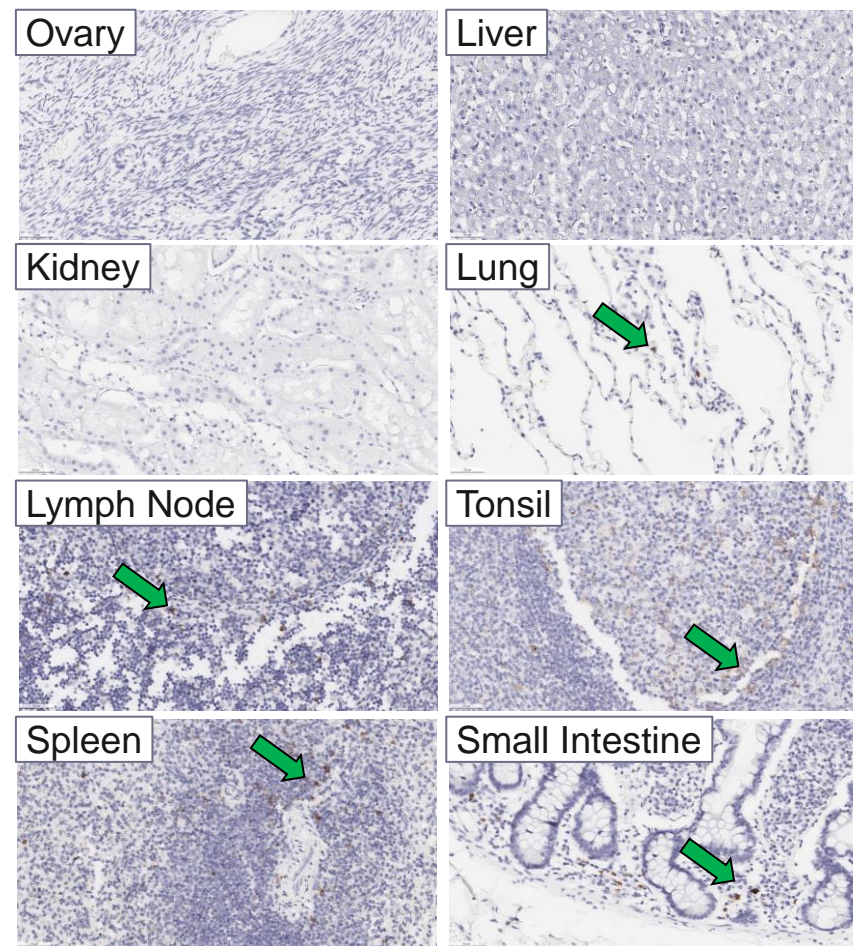 Ovary
Liver
Kidney
Lung
Lymph Node
Tonsil
Spleen
Small Intestine